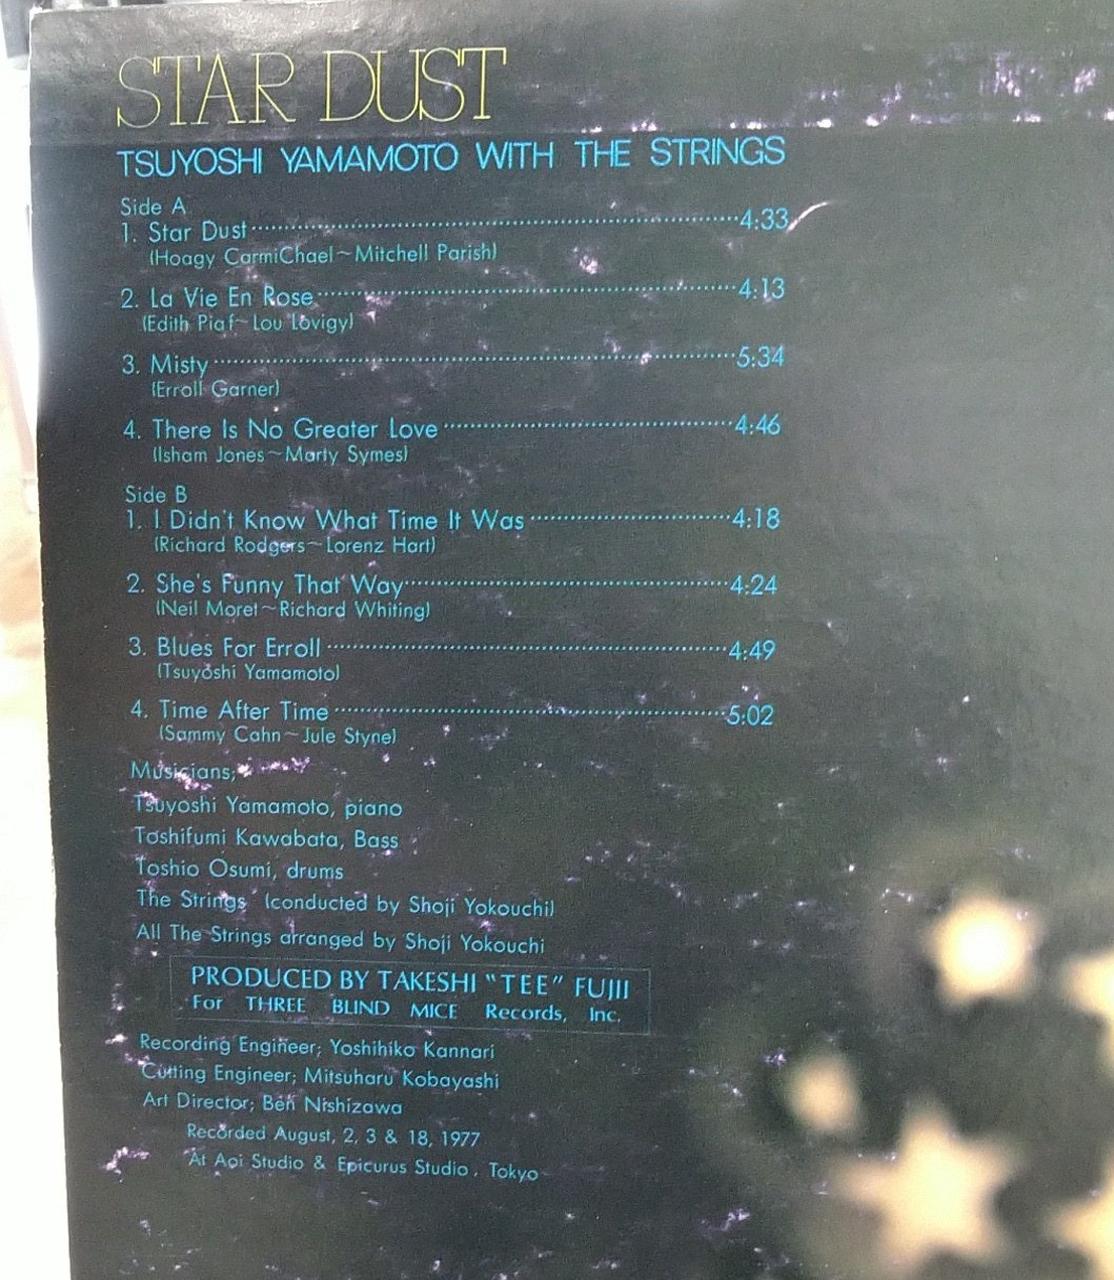 STAR DUST
TSUYOSHI YAMAMOTO WITH THE STRINGS
Side A
1. Star Dust 4:33
(Hoagy CarmiChael~Mitchell Parish)
2. La Vie En Rose 4:13
(Edith Piaf~Lou Lovigy)
3. Misty 5:34
(Erroll Garner)
4. There Is No Greater Love 4:46
(Isham Jones~Marty Symes)
Side B
1. I Didn't Know What Time It Was 4:18
(Richard Rodgers~Lorenz Hart)
2. She's Funny That Way 4:24
(Neil Moret~Richard Whiting)
3. Blues For Erroll 4:49
(Tsuyoshi Yamamoto)
4. Time After Time 5:02
(Sammy Cahn~Jule Styne)
Musicians;
Tsuyoshi Yamamoto, piano
Toshifumi Kawabata, Bass
Toshio Osumi, drums
The Strings (conducted by Shoji Yokouchi)
All The Strings arranged by Shoji Yokouchi
PRODUCED BY TAKESHI "TEE" FUJII
For THREE BLIND MICE Records, Inc.
Recording Engineer; Yoshihiko Kannari
Cutting Engineer; Mitsuharu Kobayashi
Art Director; Ben Nishizawa
Recorded August, 2, 3 & 18, 1977
At Aoi Studio & Epicurus Studio, Tokyo